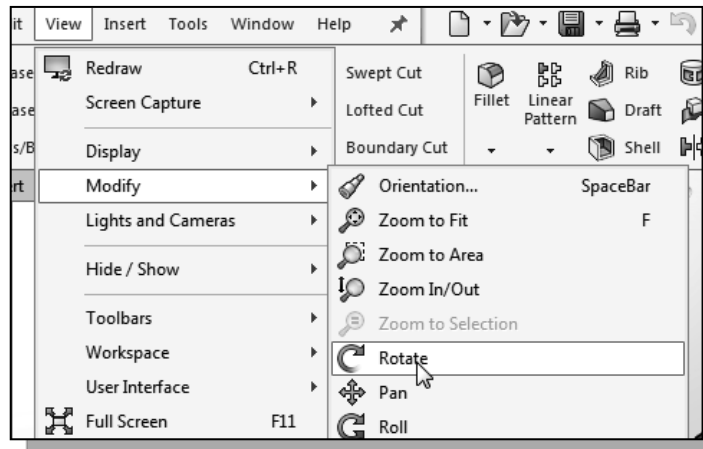 it View Insert Tools Window Help
ase Redraw Ctrl+R Swept Cut Fillet Linear Pattern Rib
ase Screen Capture Lofted Cut Draft
s/B Display Boundary Cut Shell
rt Modify Orientation... SpaceBar
Lights and Cameras Zoom to Fit F
Zoom to Area
Hide / Show Zoom In/Out
Toolbars Zoom to Selection
Workspace Rotate
User Interface Pan
Full Screen F11 Roll